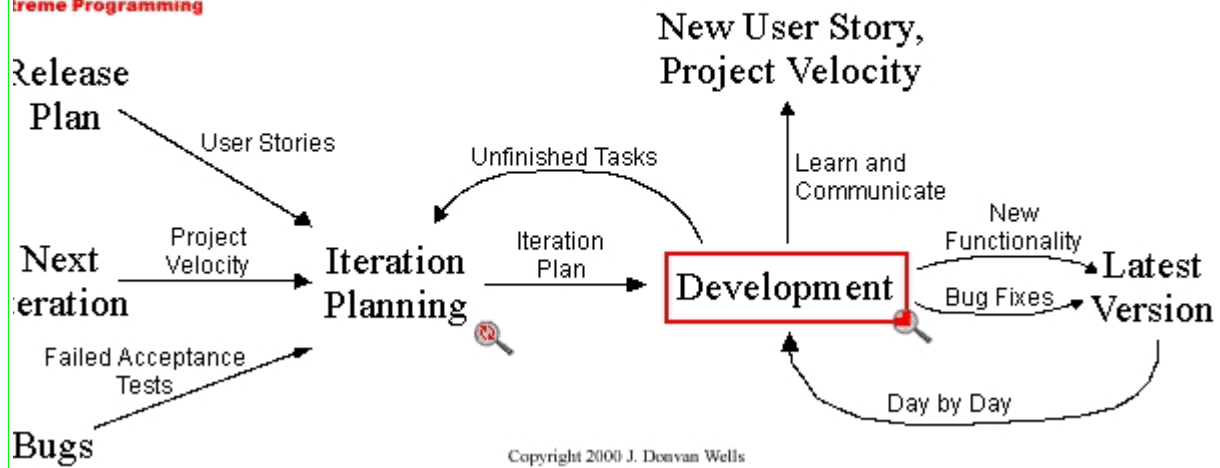 treme Programming
New User Story,
Project Velocity
Release
Plan
User Stories
Unfinished Tasks
Learn and
Communicate
New
Functionality
Project
Velocity
Iteration
Plan
Next
eration
Iteration
Planning
Development
Latest
Version
Bug Fixes
Failed Acceptance
Tests
Day by Day
Bugs
Copyright 2000 J. Donvan Wells